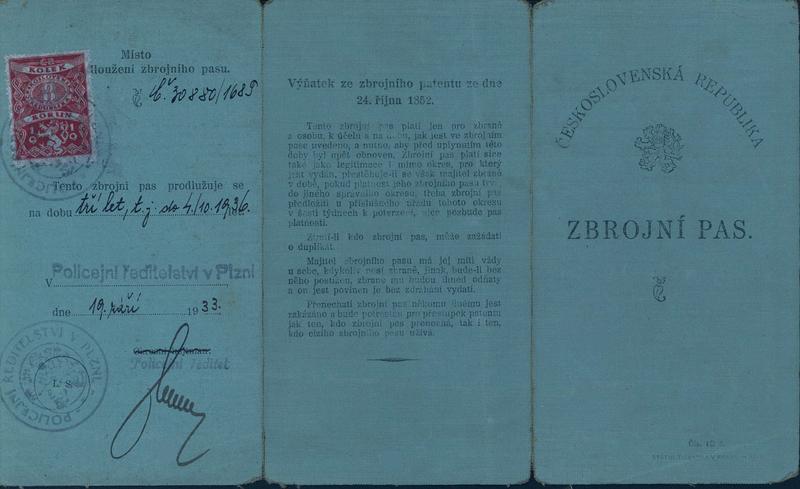 Místo
dloužení zbrojního pasu.
Č. 30880/168
KOLEK
KORUN
Tento zbrojní pas prodlužuje se
na dobu tří let, t. j. do 4./10. 1936.
Policejní ředitelství v Plzni
V
dne 19. září 1933.
Policejní ředitel
POLICEJNÍ ŘEDITELSTVÍ V PLZNI
L. S.
Výňatek ze zbrojního patentu ze dne
24. října 1852.
Tento zbrojní pas platí jen pro zbraně
a osobu, k účelu a na dobu, jak jest ve zbrojním
pase uvedeno, a nutno, aby před uplynutím této
doby byl opět obnoven. Zbrojní pas platí sice
také jako legitimace i mimo okres, pro který
jest vydán, přestěhuje-li se však majitel zbraně
v době, pokud platnost jeho zbrojního pasu trvá,
do jiného správního okresu, třeba zbrojní pas
předložiti u příslušného úřadu tohoto okresu
v šesti týdnech k potvrzení, sice pozbude pas
platnosti.
Ztratí-li kdo zbrojní pas, může zažádati
o duplikát.
Majitel zbrojního pasu má jej míti vždy
u sebe, kdykoliv nosí zbraně, jinak, bude-li bez
něho postižen, zbraně mu budou ihned odňaty
a on jest povinen je bez zdráhání vydati.
Přenechati zbrojní pas někomu jinému jest
zakázáno a bude potrestán pro přestupek patentu
jak ten, kdo zbrojní pas přenechá, tak i ten,
kdo cizího zbrojního pasu užívá.
ČESKOSLOVENSKÁ REPUBLIKA
ZBROJNÍ PAS.
Čís.